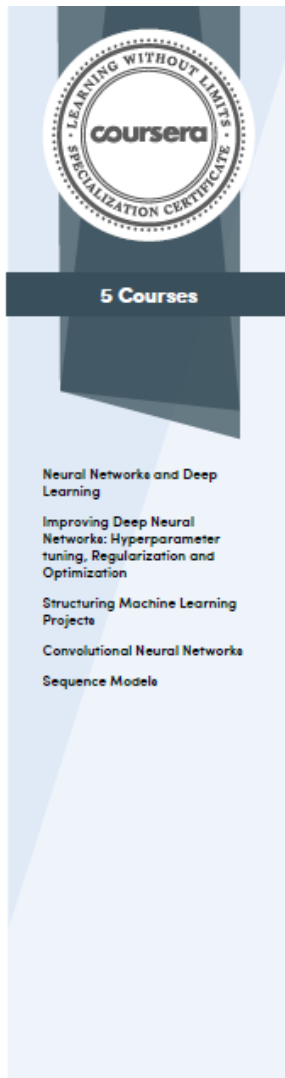 LEARNING WITHOUT LIMITS
coursera
SPECIALIZATION CERTIFICATE
5 Courses
Neural Networks and Deep
Learning
Improving Deep Neural
Networks: Hyperparameter
tuning, Regularization and
Optimization
Structuring Machine Learning
Projects
Convolutional Neural Networks
Sequence Models